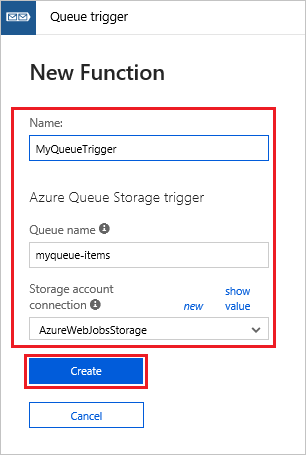 Queue trigger
New Function
Name:
MyQueueTrigger
Azure Queue Storage trigger
Queue name
myqueue-items
Storage account
connection
new
show
value
AzureWebJobsStorage
Create
Cancel